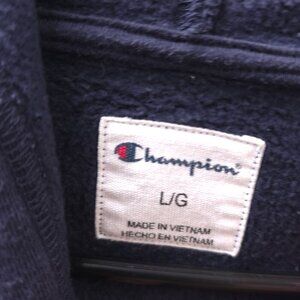 Champion
L/G
MADE IN VIETNAM
HECHO EN VIETNAM